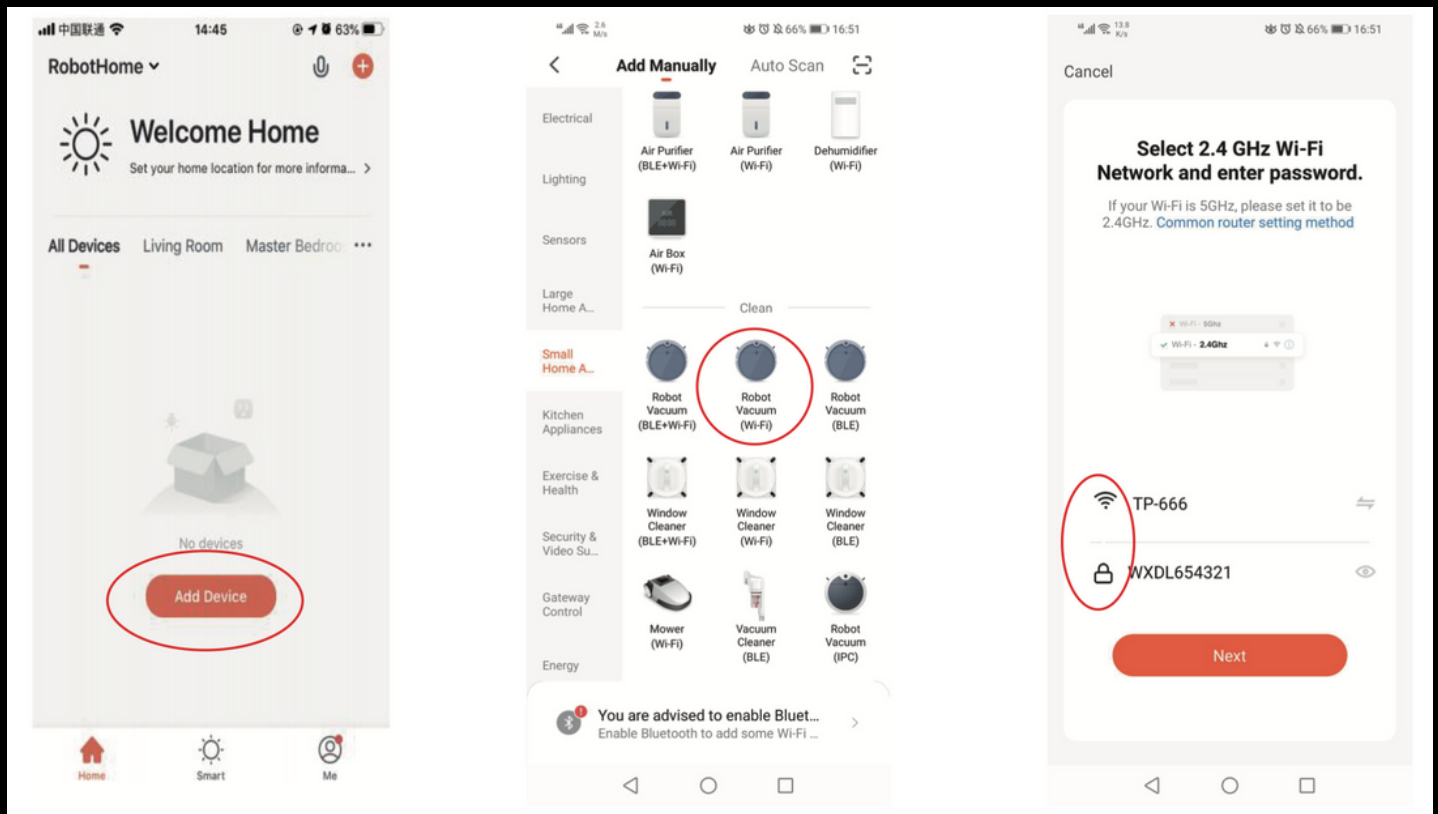 中国联通 14:45 63%
RobotHome
Welcome Home
Set your home location for more informa... >
All Devices Living Room Master Bedroo
No devices
Add Device
Home Smart Me
2.6 M/s 66% 16:51
Add Manually Auto Scan
Electrical
Lighting
Sensors
Large
Home A...
Small
Home A...
Kitchen
Appliances
Exercise &
Health
Security &
Video Su...
Gateway
Control
Energy
Air Purifier
(BLE+Wi-Fi)
Air Purifier
(Wi-Fi)
Dehumidifier
(Wi-Fi)
Air Box
(Wi-Fi)
Clean
Robot
Vacuum
(BLE+Wi-Fi)
Robot
Vacuum
(Wi-Fi)
Robot
Vacuum
(BLE)
Window
Cleaner
(BLE+Wi-Fi)
Window
Cleaner
(Wi-Fi)
Window
Cleaner
(BLE)
Mower
(Wi-Fi)
Vacuum
Cleaner
(BLE)
Robot
Vacuum
(IPC)
You are advised to enable Bluet...
Enable Bluetooth to add some Wi-Fi ...
13.8 K/s 66% 16:51
Cancel
Select 2.4 GHz Wi-Fi
Network and enter password.
If your Wi-Fi is 5GHz, please set it to be
2.4GHz. Common router setting method
Wi-Fi - 5Ghz
Wi-Fi - 2.4Ghz
TP-666
WXDL654321
Next